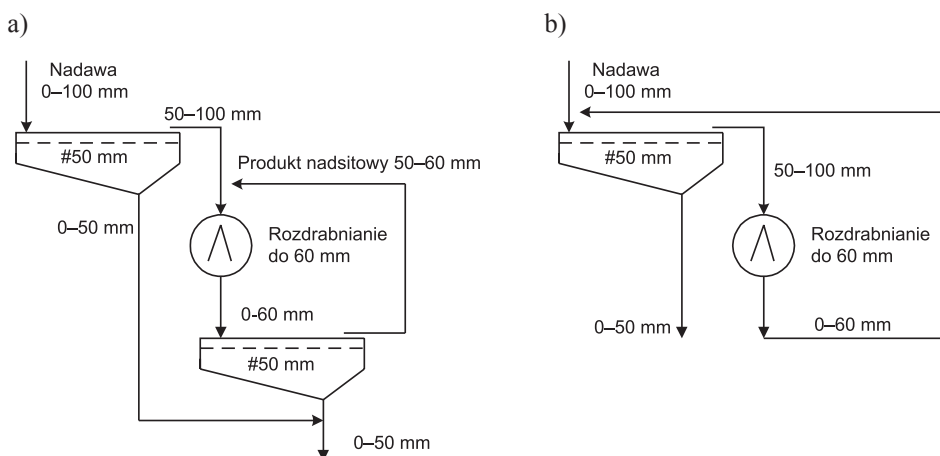 a)
Nadawa
0–100 mm
50–100 mm
#50 mm
Produkt nadsitowy 50–60 mm
0–50 mm
Rozdrabnianie
do 60 mm
0-60 mm
#50 mm
0–50 mm
b)
Nadawa
0–100 mm
#50 mm
50–100 mm
Rozdrabnianie
do 60 mm
0–50 mm
0–60 mm